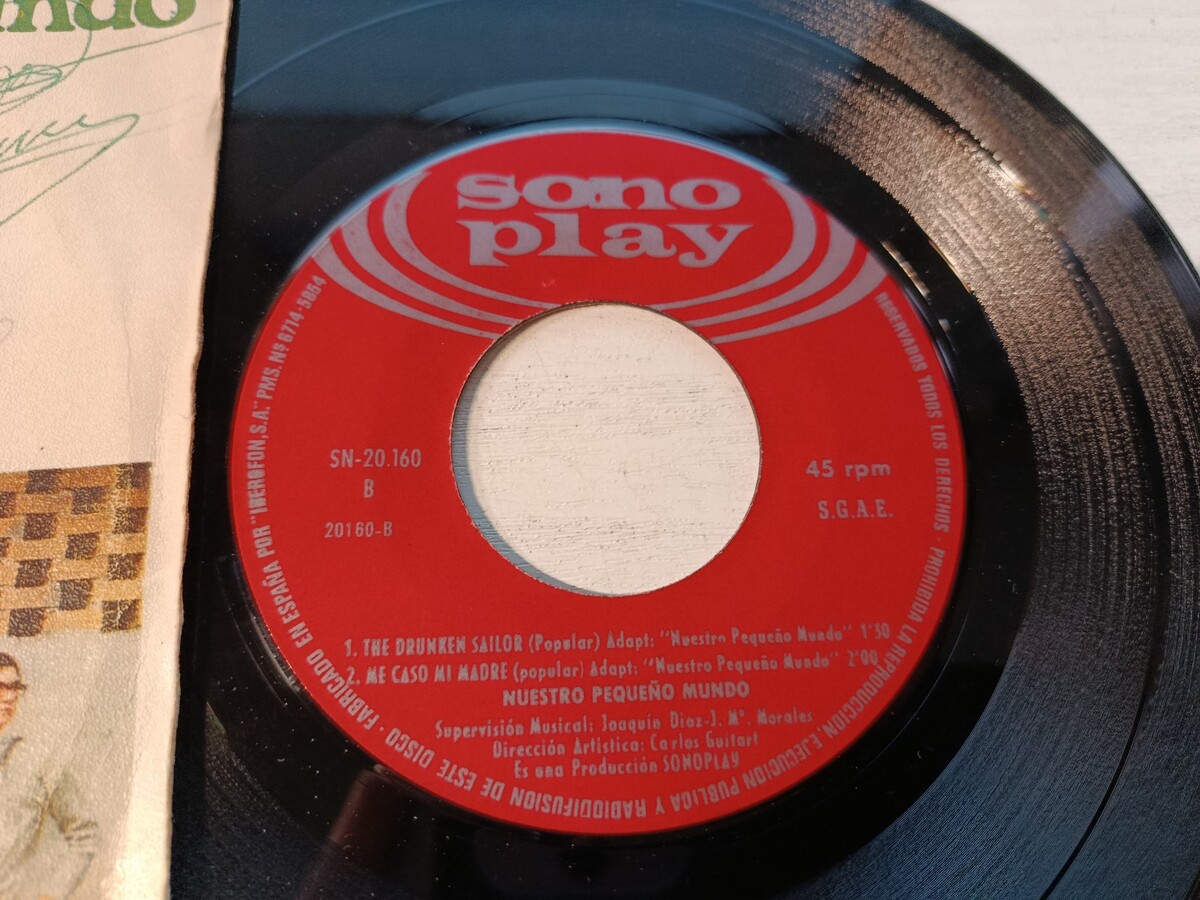 sono
play
FABRICADO EN ESPAÑA POR "IBEROFON, S.A." PMS. Nº 6714-5054
RESERVADOS TODOS LOS DERECHOS · PROHIBIDA LA REPRODUCCION, EJECUCION PUBLICA Y RADIODIFUSION DE ESTE DISCO ·
SN-20.160
B
20160-B
45 rpm
S.G.A.E.
1. THE DRUNKEN SAILOR (Popular) Adapt: "Nuestro Pequeño Mundo" 1'30
2. ME CASO MI MADRE (popular) Adapt: "Nuestro Pequeño Mundo" 2'00
NUESTRO PEQUEÑO MUNDO
Supervisión Musical: Joaquín Díaz-J. Mª. Morales
Dirección Artística: Carlos Guitart
Es una Producción SONOPLAY